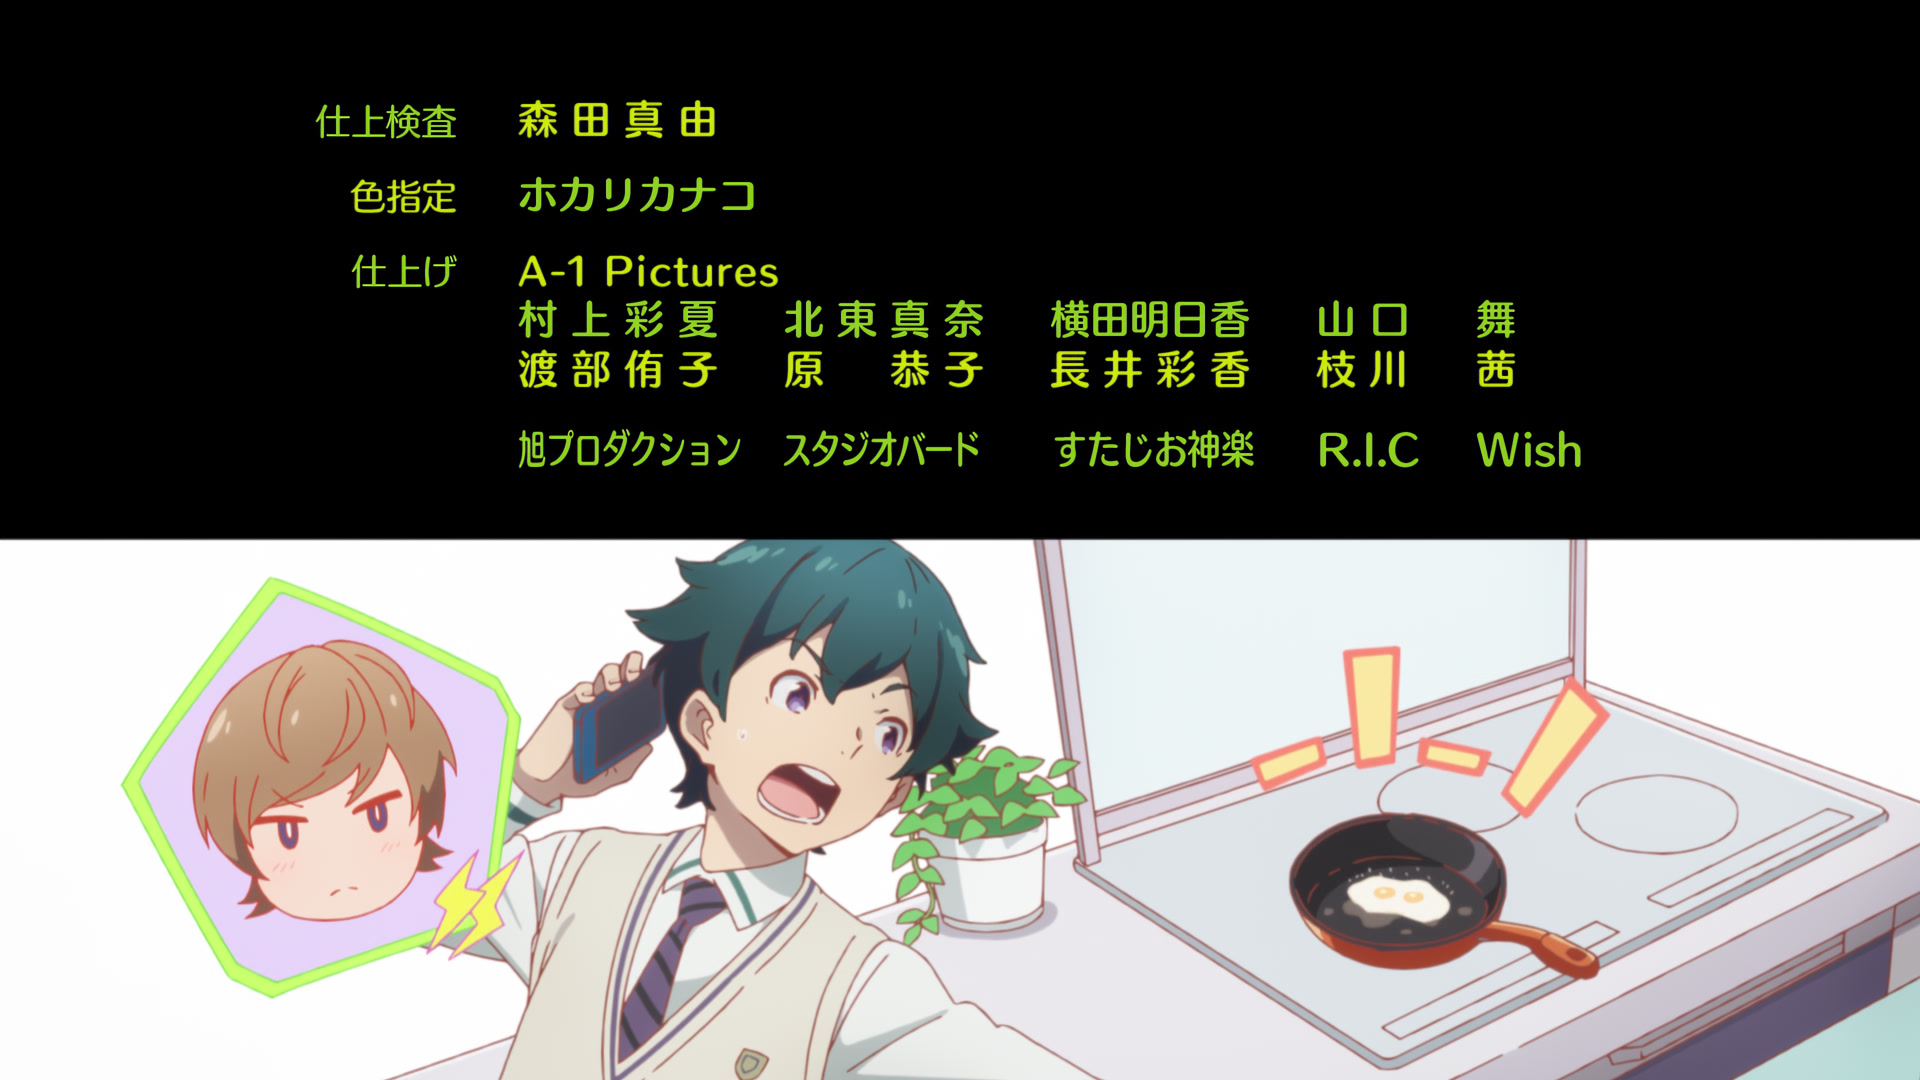 仕上検査 森田真由
色指定 ホカリカナコ
仕上げ A-1 Pictures
村上彩夏 北東真奈 横田明日香 山口 舞
渡部侑子 原 恭子 長井彩香 枝川 茜
旭プロダクション スタジオバード すたじお神楽 R.I.C Wish